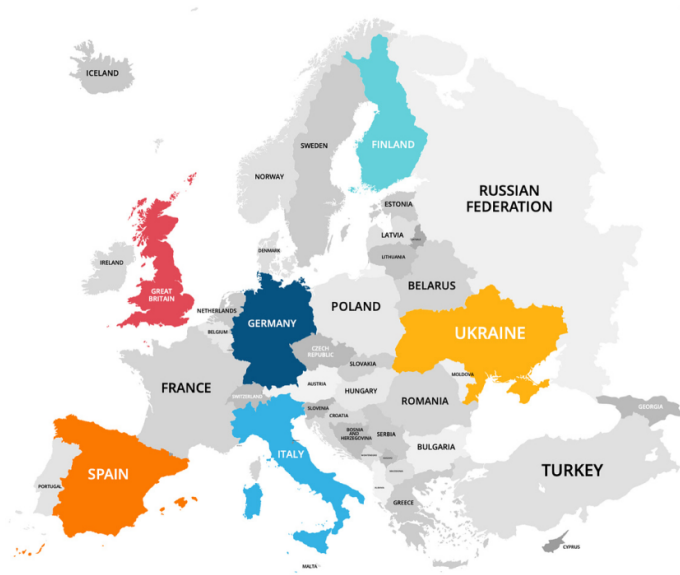 ICELAND
FINLAND
SWEDEN
NORWAY
RUSSIAN
FEDERATION
ESTONIA
LATVIA
LITHUANIA
DENMARK
IRELAND
GREAT
BRITAIN
BELARUS
NETHERLANDS
BELGIUM
GERMANY
POLAND
UKRAINE
CZECH
REPUBLIC
SLOVAKIA
MOLDOVA
AUSTRIA
FRANCE
SWITZERLAND
HUNGARY
ROMANIA
SLOVENIA
CROATIA
GEORGIA
BOSNIA
AND
HERZEGOVINA
SERBIA
BULGARIA
ITALY
SPAIN
PORTUGAL
TURKEY
GREECE
CYPRUS
MALTA